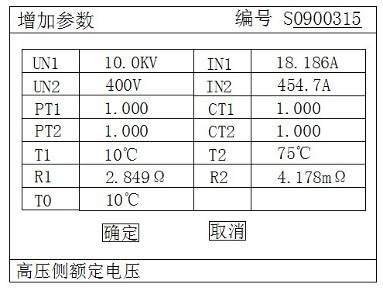 增加参数 编号 S0900315
UN1 10.0KV IN1 18.186A
UN2 400V IN2 454.7A
PT1 1.000 CT1 1.000
PT2 1.000 CT2 1.000
T1 10℃ T2 75℃
R1 2.849Ω R2 4.178mΩ
T0 10℃
确定 取消
高压侧额定电压